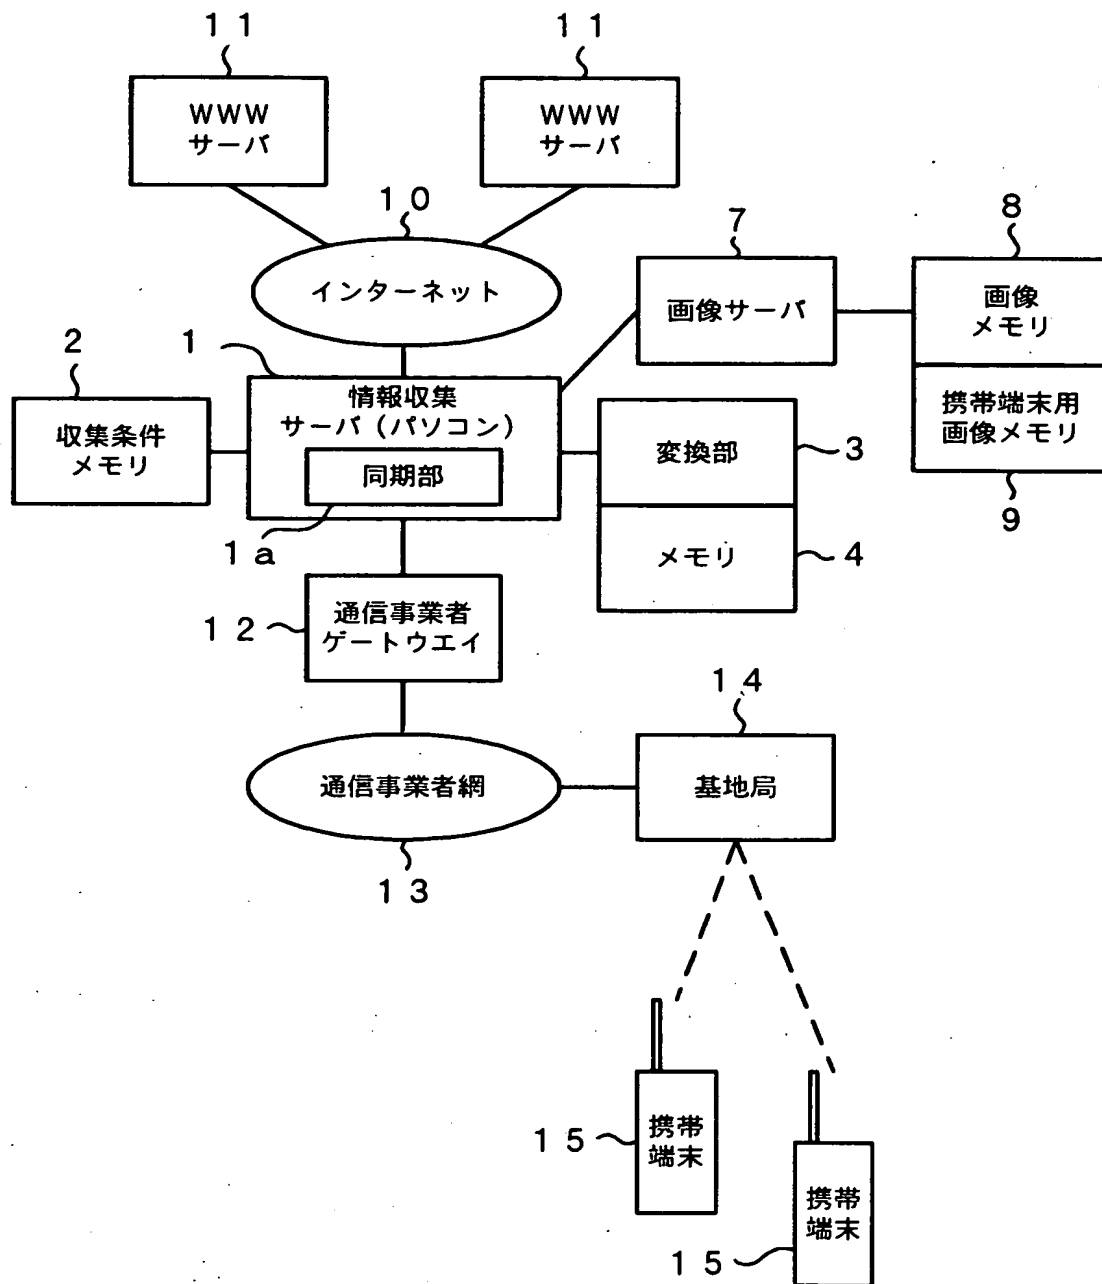 11
11
WWW
サーバ
WWW
サーバ
10
インターネット
7
画像サーバ
8
画像
メモリ
携帯端末用
画像メモリ
9
2
収集条件
メモリ
1
情報収集
サーバ(パソコン)
同期部
1a
変換部
3
メモリ
4
12
通信事業者
ゲートウエイ
14
通信事業者網
基地局
13
15
携帯
端末
携帯
端末
15